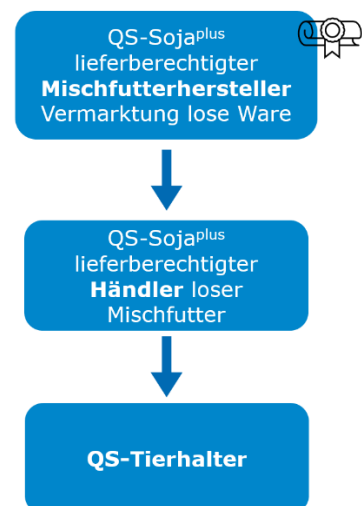 QS-Sojaplus
lieferberechtigter
Mischfutterhersteller
Vermarktung lose Ware
QS-Sojaplus
lieferberechtigter
Händler loser
Mischfutter
QS-Tierhalter